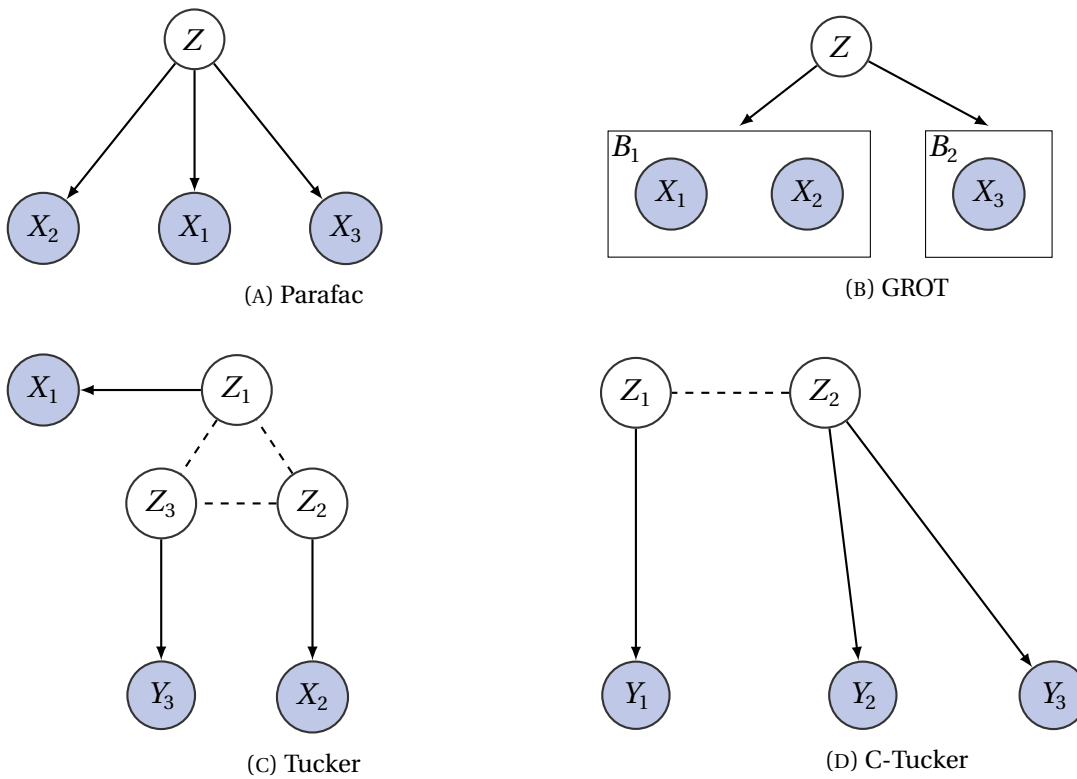 Z
X₂ X₁ X₃
(A) Parafac
Z
B₁ X₁ X₂ B₂ X₃
(B) GROT
X₁ Z₁
Z₃ Z₂
Y₃ X₂
(C) Tucker
Z₁ Z₂
Y₁ Y₂ Y₃
(D) C-Tucker